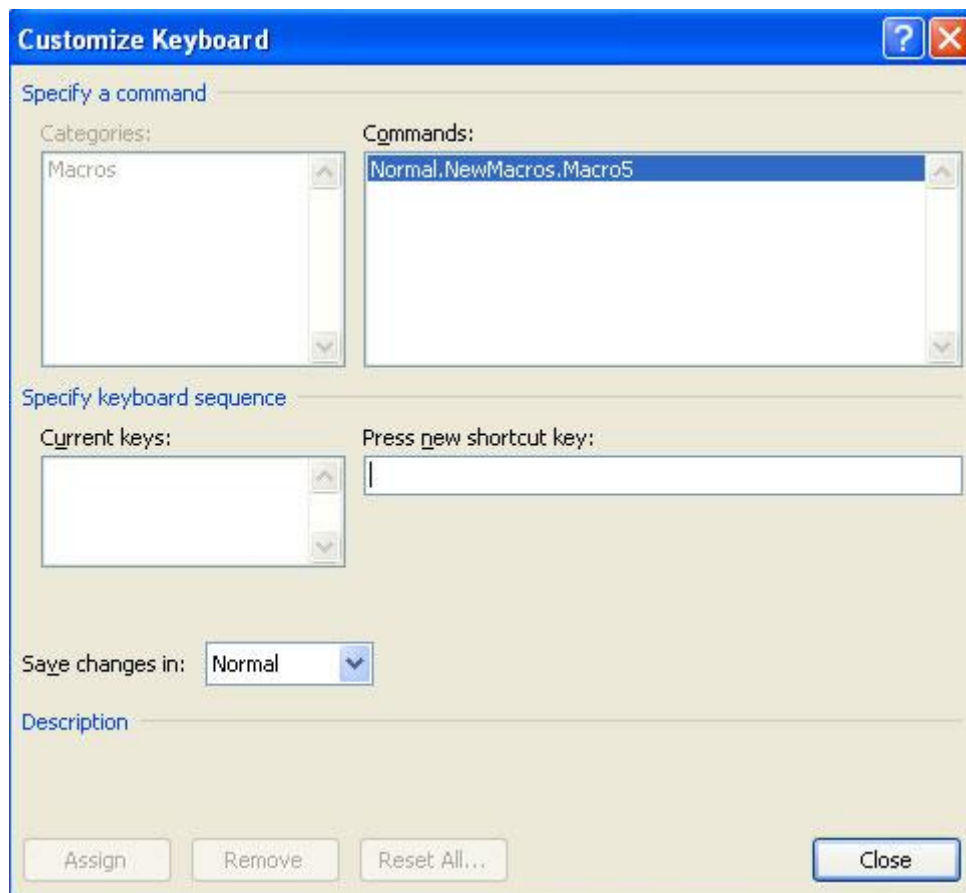 Customize Keyboard
Specify a command
Categories:
Commands:
Macros
Normal.NewMacros.Macro5
Specify keyboard sequence
Current keys:
Press new shortcut key:
Save changes in:
Normal
Description
Assign
Remove
Reset All...
Close